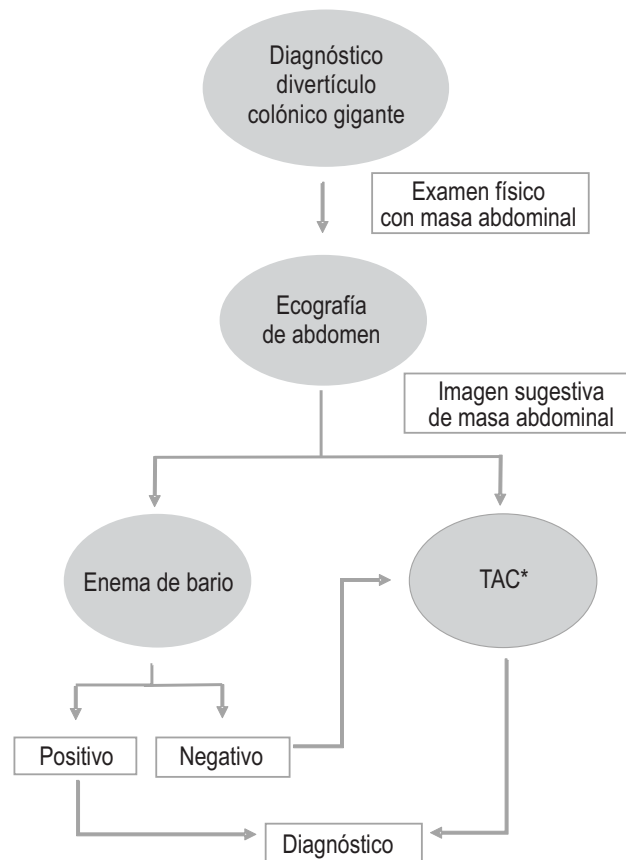 Diagnóstico
divertículo
colónico gigante
Examen físico
con masa abdominal
Ecografía
de abdomen
Imagen sugestiva
de masa abdominal
Enema de bario
TAC*
Positivo
Negativo
Diagnóstico